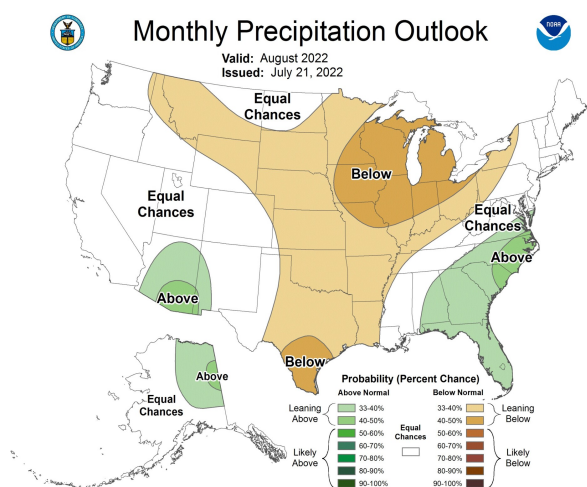 Monthly Precipitation Outlook
NOAA
Valid: August 2022
Issued: July 21, 2022
Equal
Chances
Below
Equal
Chances
Equal
Chances
Above
Above
Below
Above
Equal
Chances
Probability (Percent Chance)
Above Normal
Below Normal
Leaning
Above
33-40%
40-50%
Likely
Above
50-60%
60-70%
70-80%
80-90%
90-100%
Equal
Chances
33-40%
40-50%
Leaning
Below
50-60%
60-70%
70-80%
80-90%
90-100%
Likely
Below